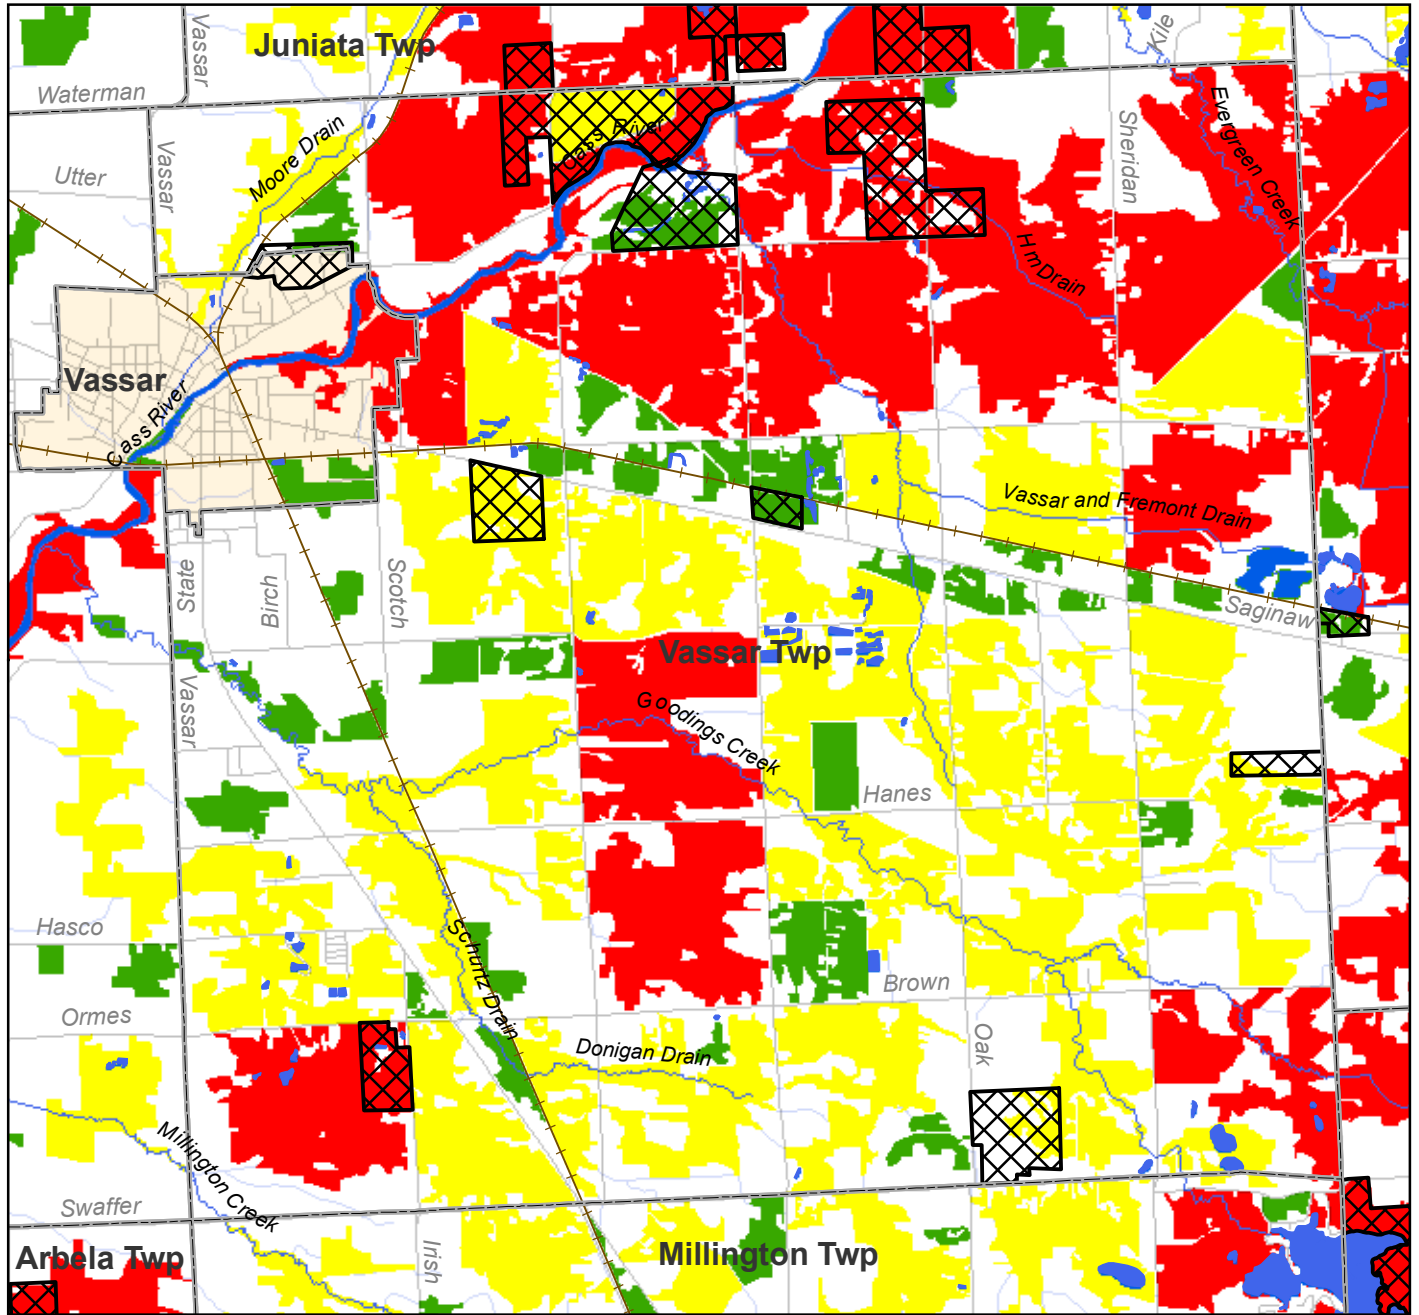 Juniata Twp
Vassar
Kile
Waterman
Moore Drain
Cass River
Evergreen Creek
Sheridan
Utter
Vassar
H m Drain
Vassar
Cass River
Vassar and Fremont Drain
State
Birch
Scotch
Saginaw
Vassar Twp
Vassar
Goodings Creek
Hanes
Hasco
Schurtz Drain
Brown
Ormes
Oak
Donigan Drain
Millington Creek
Swaffer
Arbela Twp
Irish
Millington Twp